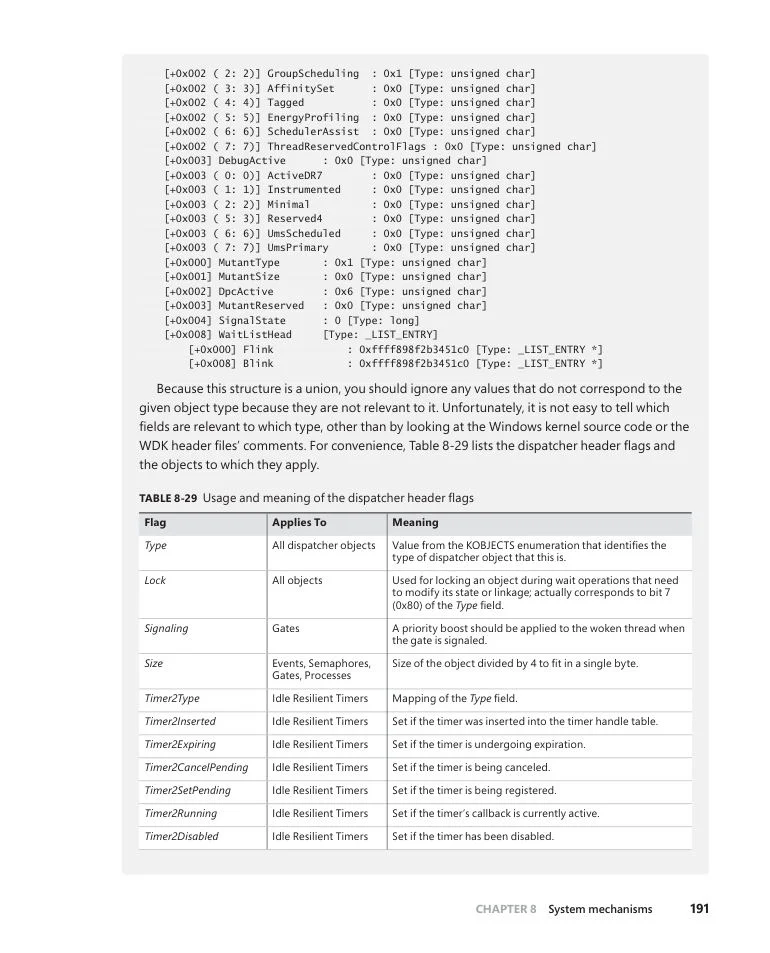 [+0x002 ( 2: 2)] GroupScheduling  : 0x1 [Type: unsigned char]
[+0x002 ( 3: 3)] AffinitySet      : 0x0 [Type: unsigned char]
[+0x002 ( 4: 4)] Tagged           : 0x0 [Type: unsigned char]
[+0x002 ( 5: 5)] EnergyProfiling  : 0x0 [Type: unsigned char]
[+0x002 ( 6: 6)] SchedulerAssist  : 0x0 [Type: unsigned char]
[+0x002 ( 7: 7)] ThreadReservedControlFlags : 0x0 [Type: unsigned char]
[+0x003] DebugActive      : 0x0 [Type: unsigned char]
[+0x003 ( 0: 0)] ActiveDR7        : 0x0 [Type: unsigned char]
[+0x003 ( 1: 1)] Instrumented     : 0x0 [Type: unsigned char]
[+0x003 ( 2: 2)] Minimal          : 0x0 [Type: unsigned char]
[+0x003 ( 5: 3)] Reserved4        : 0x0 [Type: unsigned char]
[+0x003 ( 6: 6)] UmsScheduled     : 0x0 [Type: unsigned char]
[+0x003 ( 7: 7)] UmsPrimary       : 0x0 [Type: unsigned char]
[+0x000] MutantType       : 0x1 [Type: unsigned char]
[+0x001] MutantSize       : 0x0 [Type: unsigned char]
[+0x002] DpcActive        : 0x6 [Type: unsigned char]
[+0x003] MutantReserved   : 0x0 [Type: unsigned char]
[+0x004] SignalState      : 0 [Type: long]
[+0x008] WaitListHead     [Type: _LIST_ENTRY]
[+0x000] Flink            : 0xffff898f2b3451c0 [Type: _LIST_ENTRY *]
[+0x008] Blink            : 0xffff898f2b3451c0 [Type: _LIST_ENTRY *]
Because this structure is a union, you should ignore any values that do not correspond to the
given object type because they are not relevant to it. Unfortunately, it is not easy to tell which
fields are relevant to which type, other than by looking at the Windows kernel source code or the
WDK header files' comments. For convenience, Table 8-29 lists the dispatcher header flags and
the objects to which they apply.
TABLE 8-29 Usage and meaning of the dispatcher header flags
Flag Applies To Meaning
Type All dispatcher objects Value from the KOBJECTS enumeration that identifies the
type of dispatcher object that this is.
Lock All objects Used for locking an object during wait operations that need
to modify its state or linkage; actually corresponds to bit 7
(0x80) of the Type field.
Signaling Gates A priority boost should be applied to the woken thread when
the gate is signaled.
Size Events, Semaphores, Size of the object divided by 4 to fit in a single byte.
Gates, Processes
Timer2Type Idle Resilient Timers Mapping of the Type field.
Timer2Inserted Idle Resilient Timers Set if the timer was inserted into the timer handle table.
Timer2Expiring Idle Resilient Timers Set if the timer is undergoing expiration.
Timer2CancelPending Idle Resilient Timers Set if the timer is being canceled.
Timer2SetPending Idle Resilient Timers Set if the timer is being registered.
Timer2Running Idle Resilient Timers Set if the timer's callback is currently active.
Timer2Disabled Idle Resilient Timers Set if the timer has been disabled.
CHAPTER 8 System mechanisms 191